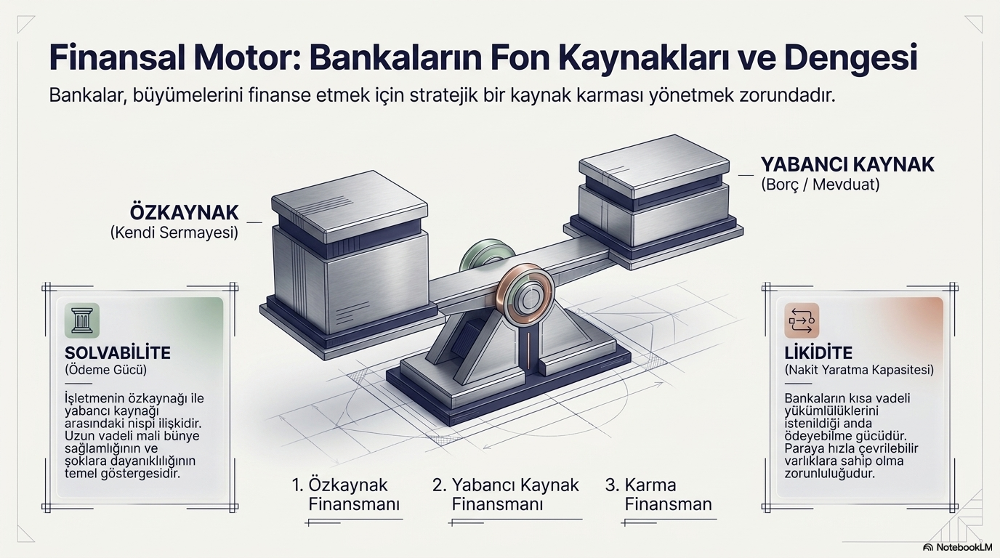 Finansal Motor: Bankaların Fon Kaynakları ve Dengesi
Bankalar, büyümelerini finanse etmek için stratejik bir kaynak karması yönetmek zorundadır.
ÖZKAYNAK
(Kendi Sermayesi)
YABANCI KAYNAK
(Borç / Mevduat)
SOLVABİLİTE
(Ödeme Gücü)
İşletmenin özkaynağı ile
yabancı kaynağı
arasındaki nispi ilişkidir.
Uzun vadeli mali bünye
sağlamlığının ve
şoklara dayanıklılığının
temel göstergesidir.
LİKİDİTE
(Nakit Yaratma Kapasitesi)
Bankaların kısa vadeli
yükümlülüklerini
istenildiği anda
ödeyebilme gücüdür.
Paraya hızla çevrilebilir
varlıklara sahip olma
zorunluluğudur.
1. Özkaynak
Finansmanı
2. Yabancı Kaynak
Finansmanı
3. Karma
Finansman
NotebookLM